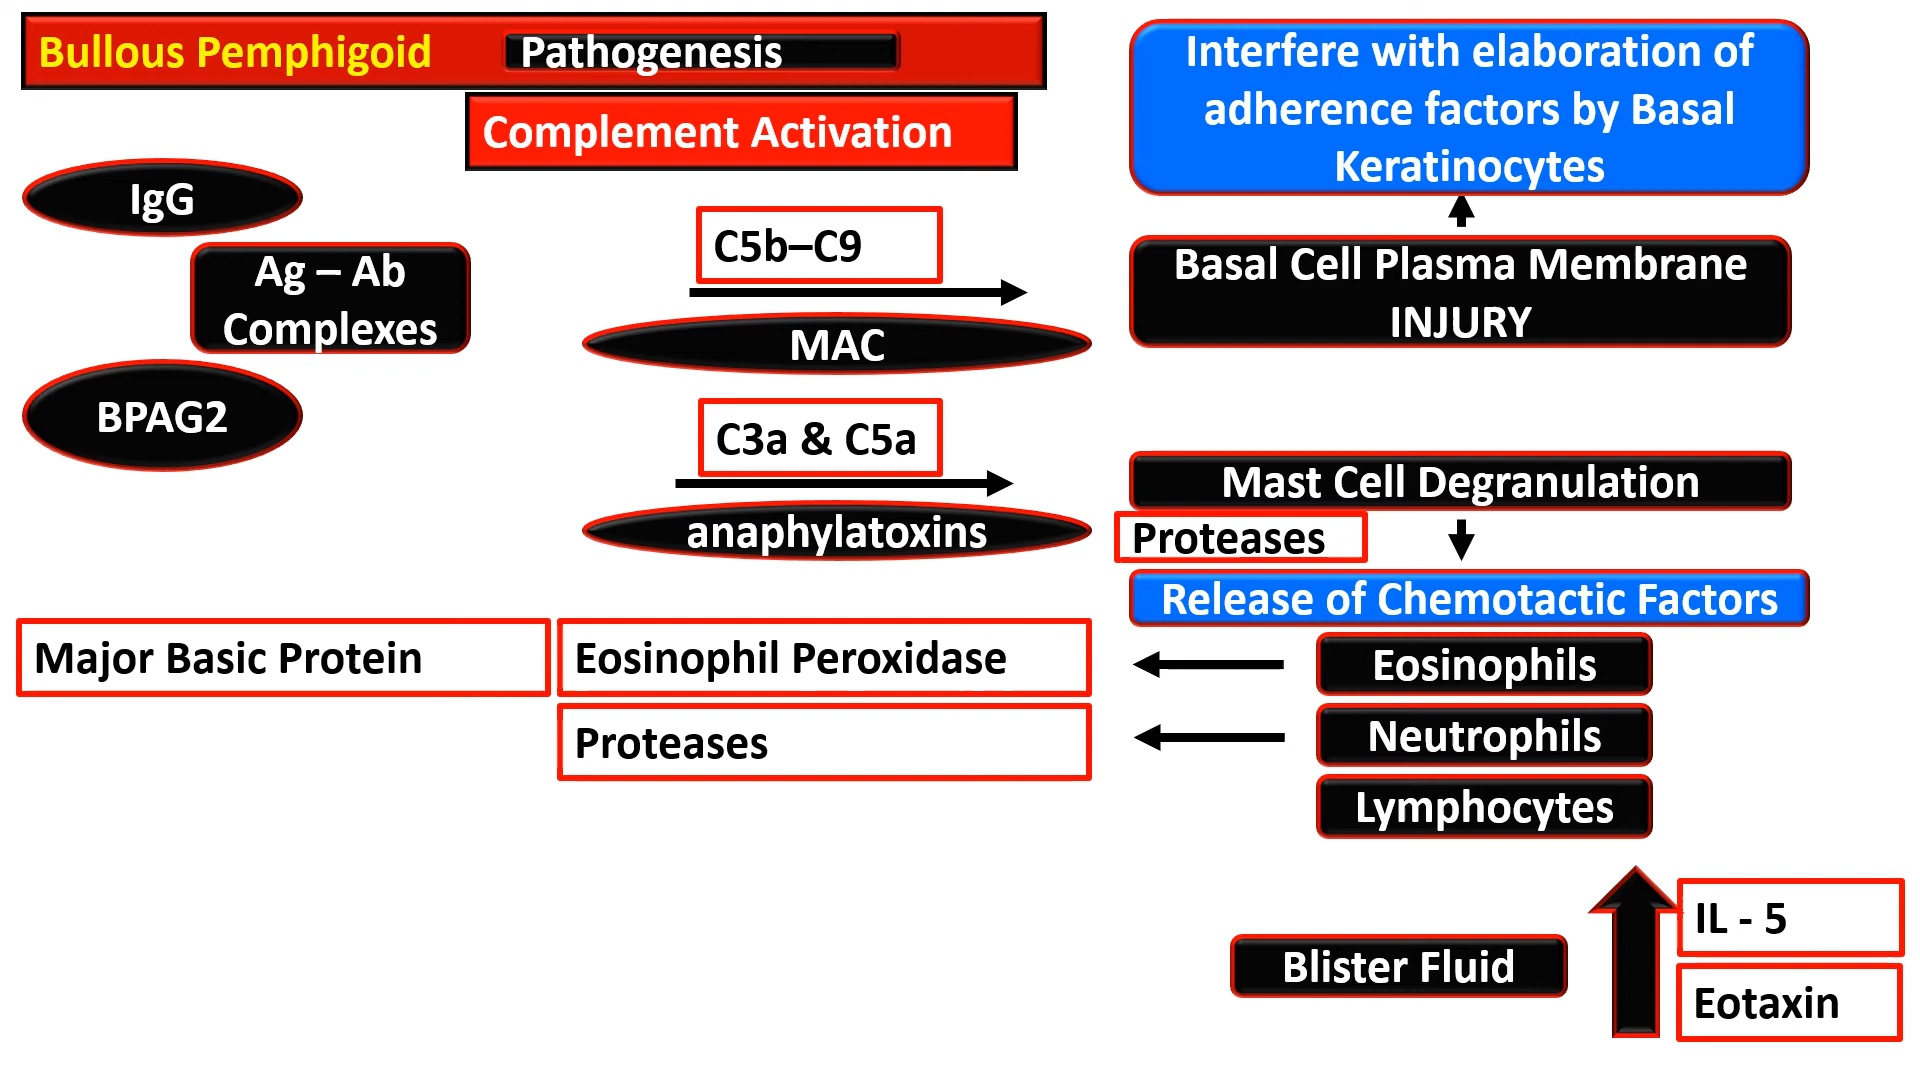 Bullous Pemphigoid
Pathogenesis
Complement Activation
IgG
Ag – Ab
Complexes
BPAG2
C5b–C9
MAC
C3a & C5a
anaphylatoxins
Interfere with elaboration of
adherence factors by Basal
Keratinocytes
Basal Cell Plasma Membrane
INJURY
Mast Cell Degranulation
Proteases
Release of Chemotactic Factors
Major Basic Protein
Eosinophil Peroxidase
Eosinophils
Proteases
Neutrophils
Lymphocytes
Blister Fluid
IL - 5
Eotaxin